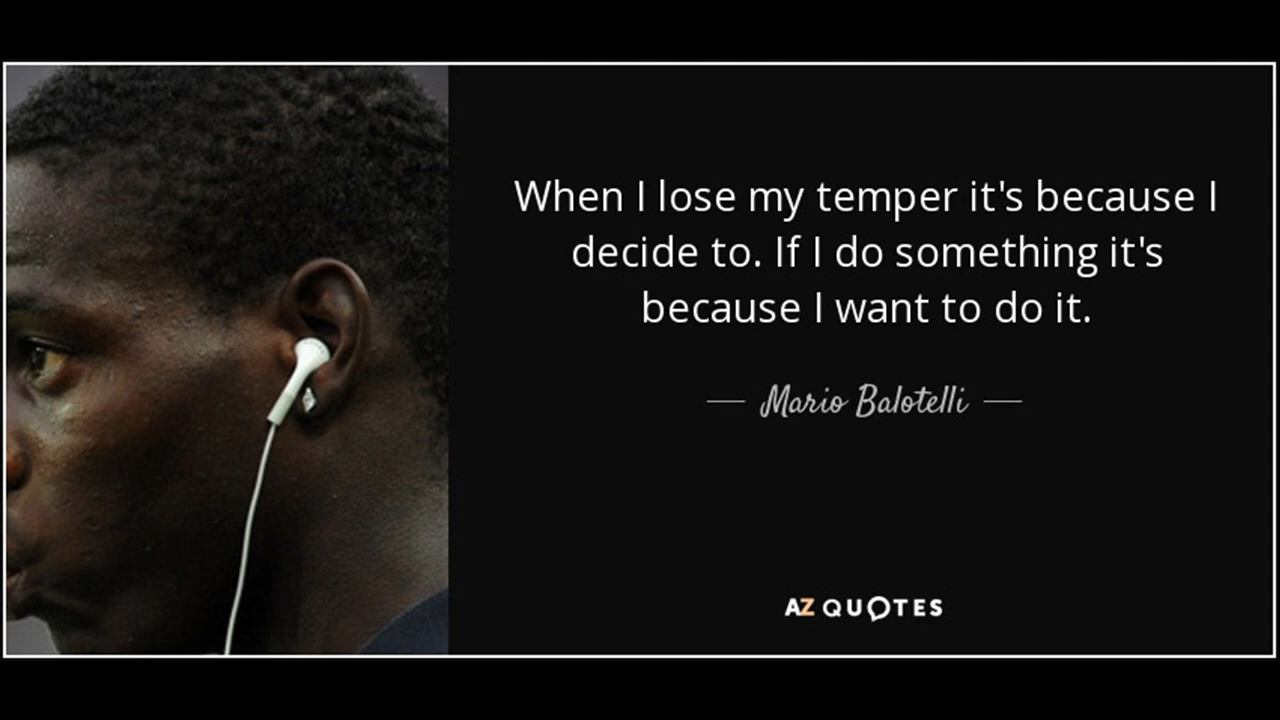 When I lose my temper it's because I
decide to. If I do something it's
because I want to do it.
Mario Balotelli
AZ QUOTES